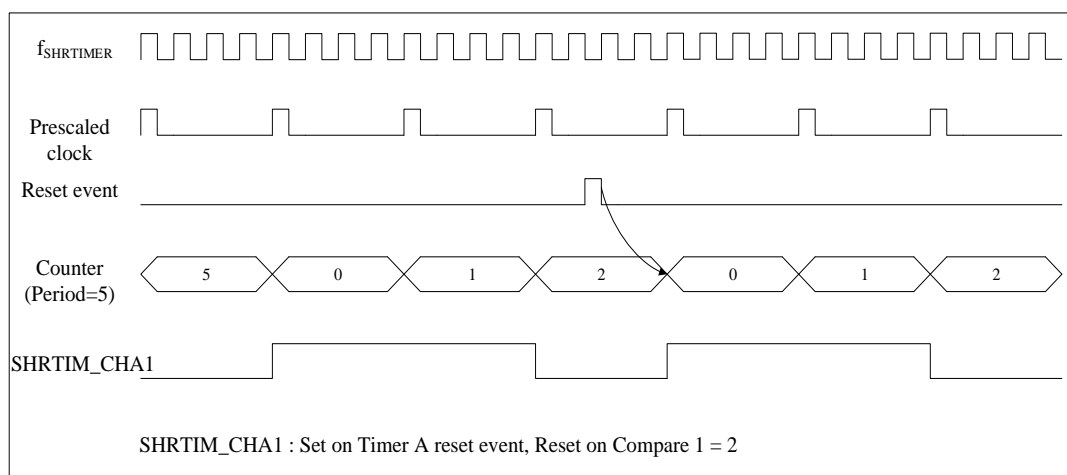 fSHRTIMER
Prescaled
clock
Reset event
Counter
(Period=5)
5 0 1 2 0 1 2
SHRTIM_CHA1
SHRTIM_CHA1 : Set on Timer A reset event, Reset on Compare 1 = 2